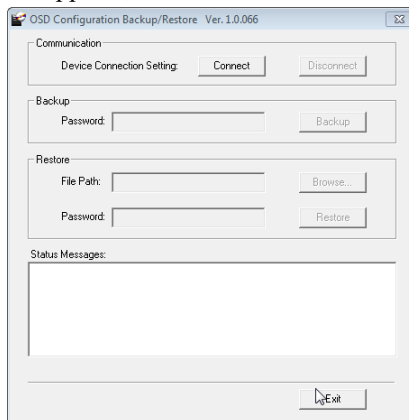 OSD Configuration Backup/Restore Ver. 1.0.066
Communication
Device Connection Setting: Connect Disconnect
Backup
Password: Backup
Restore
File Path: Browse...
Password: Restore
Status Messages:
Exit